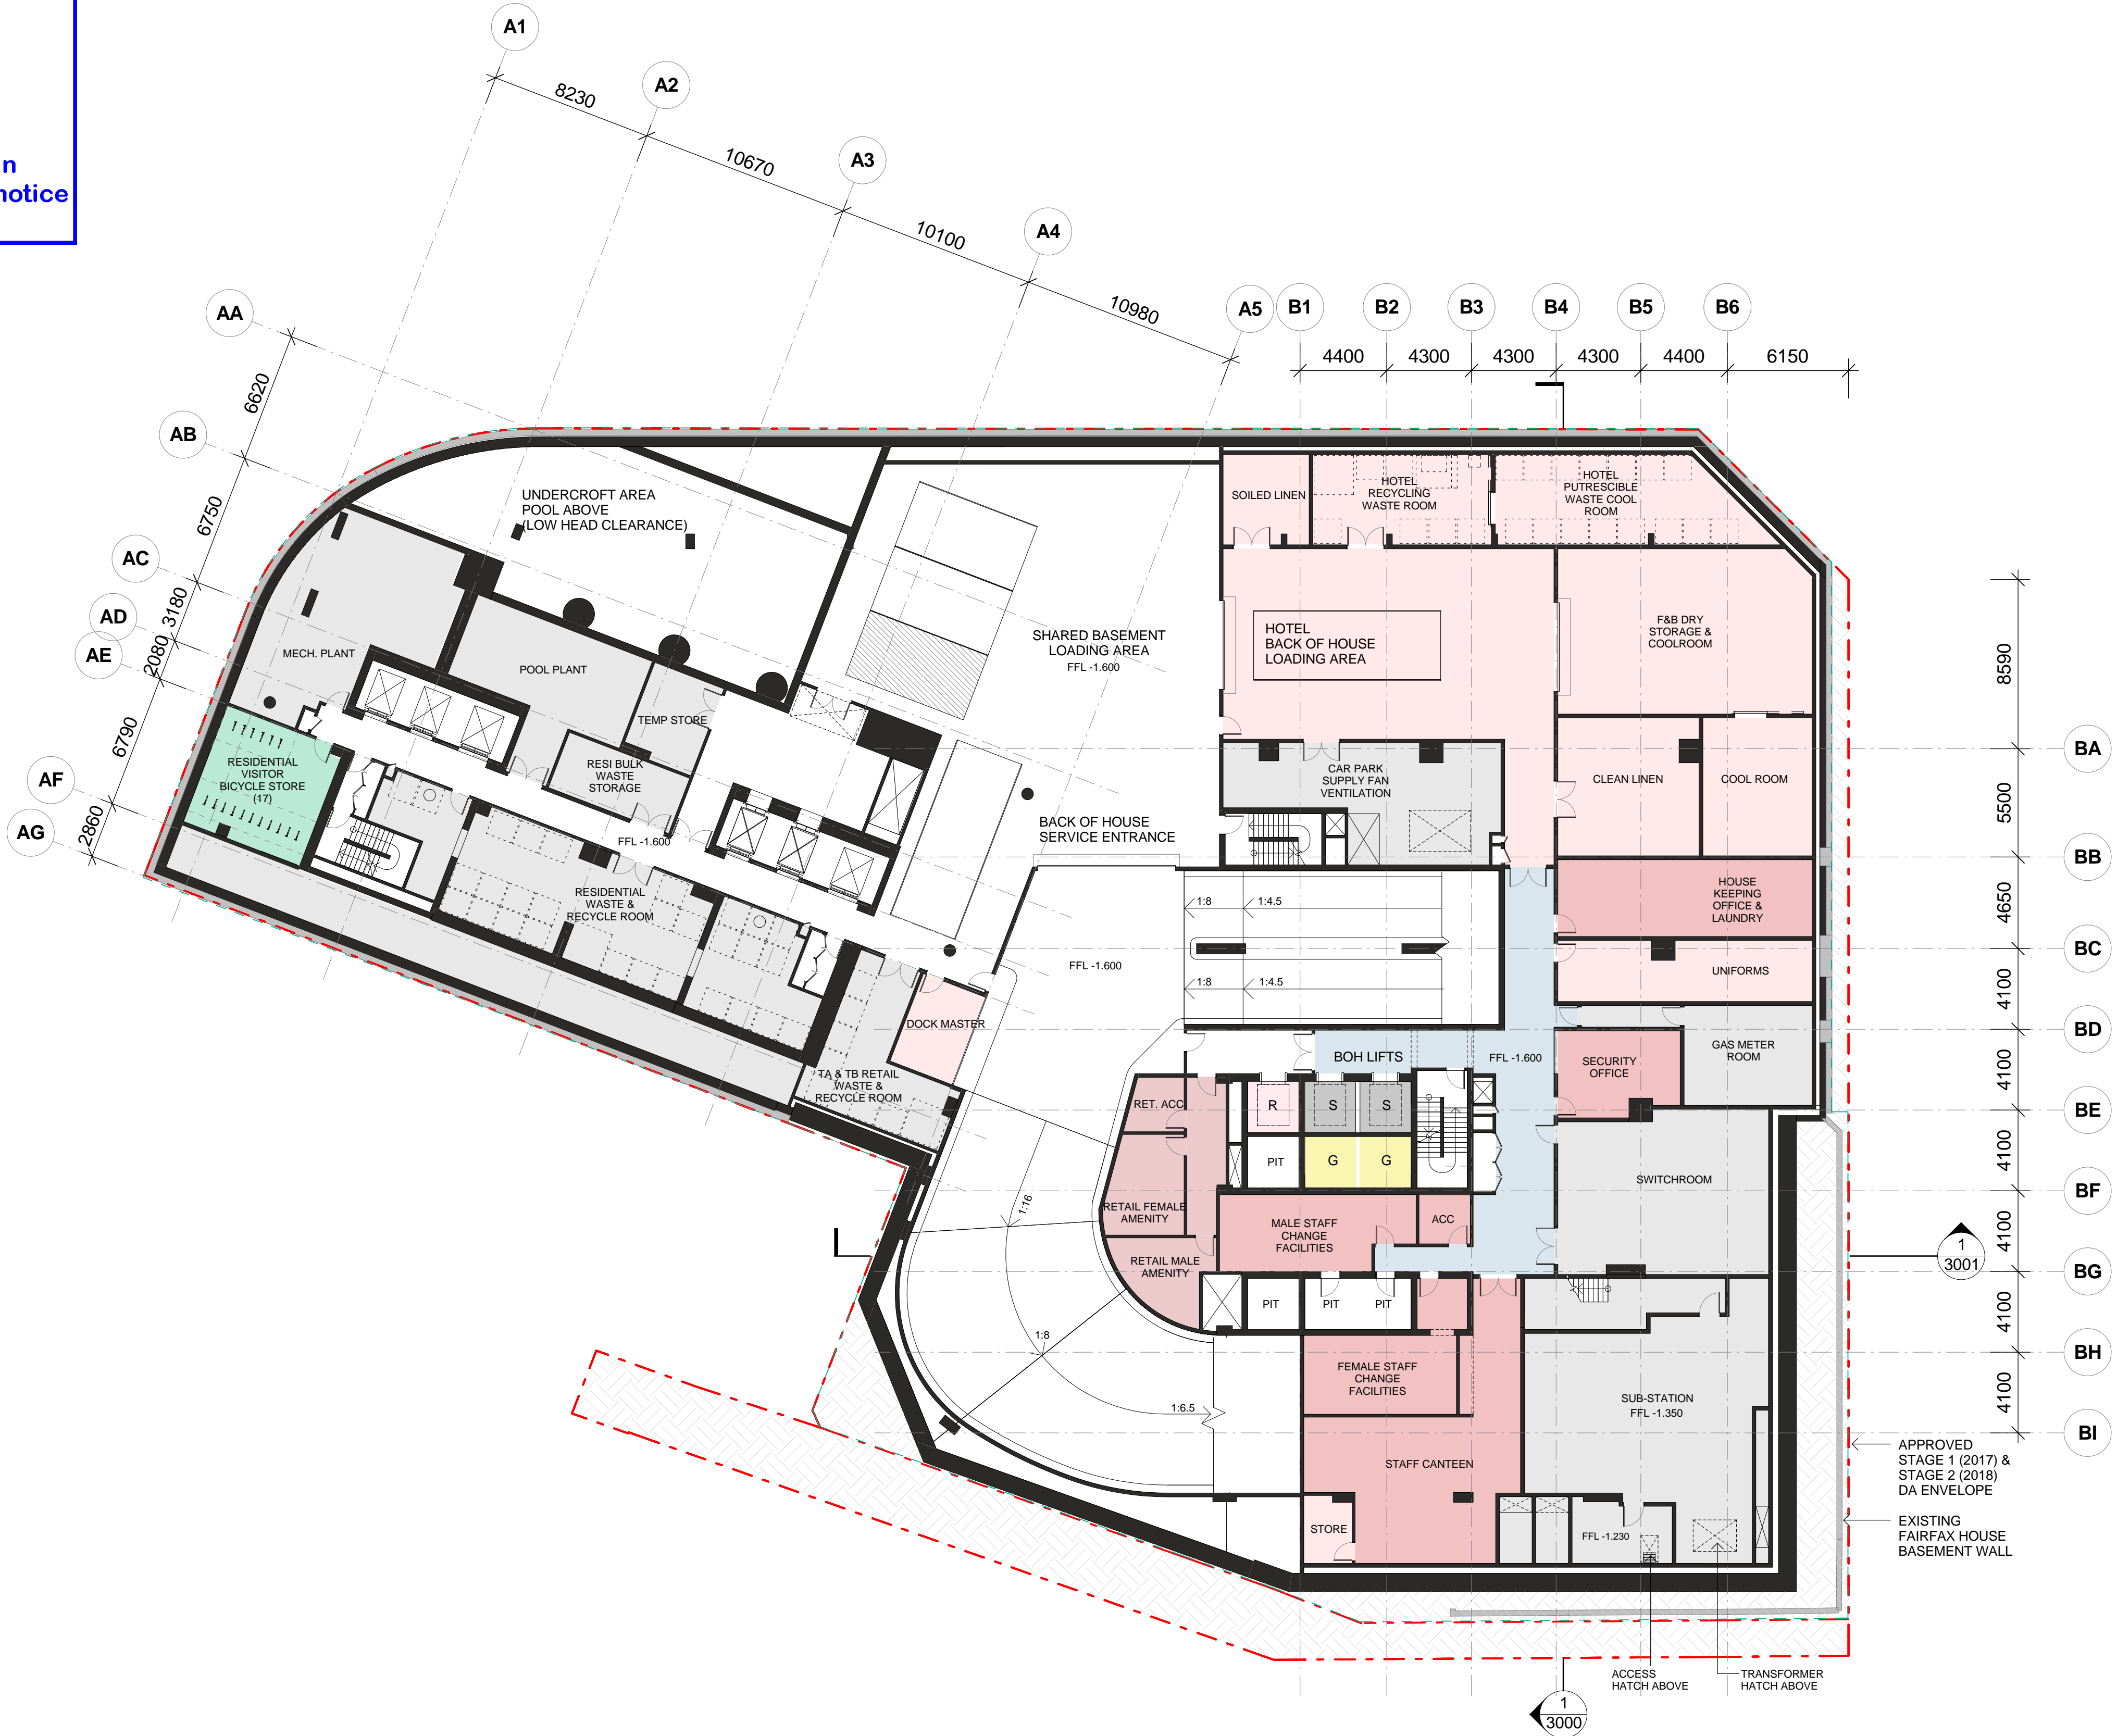 n
notice
A1
A2
A3
A4
A5
B1
B2
B3
B4
B5
B6
8230
10670
10100
10980
4400
4300
4300
4300
4400
6150
AA
AB
AC
AD
AE
AF
AG
6620
6750
3180
2080
6790
2860
UNDERCROFT AREA
POOL ABOVE
(LOW HEAD CLEARANCE)
MECH. PLANT
POOL PLANT
TEMP STORE
RESI BULK
WASTE
STORAGE
RESIDENTIAL
VISITOR
BICYCLE STORE
(17)
FFL -1.600
RESIDENTIAL
WASTE &
RECYCLE ROOM
SHARED BASEMENT
LOADING AREA
FFL -1.600
BACK OF HOUSE
SERVICE ENTRANCE
FFL -1.600
DOCK MASTER
TA & TB RETAIL
WASTE &
RECYCLE ROOM
SOILED LINEN
HOTEL
RECYCLING
WASTE ROOM
HOTEL
PUTRESCIBLE
WASTE COOL
ROOM
HOTEL
BACK OF HOUSE
LOADING AREA
F&B DRY
STORAGE &
COOLROOM
CAR PARK
SUPPLY FAN
VENTILATION
CLEAN LINEN
COOL ROOM
HOUSE
KEEPING
OFFICE &
LAUNDRY
UNIFORMS
1:8
1:4.5
1:8
1:4.5
BOH LIFTS
FFL -1.600
SECURITY
OFFICE
GAS METER
ROOM
RET. ACC
R
S
S
PIT
G
G
SWITCHROOM
RETAIL FEMALE
AMENITY
MALE STAFF
CHANGE
FACILITIES
ACC
RETAIL MALE
AMENITY
PIT
PIT
PIT
1:16
1:8
1:6.5
FEMALE STAFF
CHANGE
FACILITIES
SUB-STATION
FFL -1.350
STAFF CANTEEN
STORE
FFL -1.230
8590
5500
4650
4100
4100
4100
4100
4100
4100
BA
BB
BC
BD
BE
BF
BG
BH
BI
1
3001
APPROVED
STAGE 1 (2017) &
STAGE 2 (2018)
DA ENVELOPE
EXISTING
FAIRFAX HOUSE
BASEMENT WALL
ACCESS
HATCH ABOVE
TRANSFORMER
HATCH ABOVE
1
3000